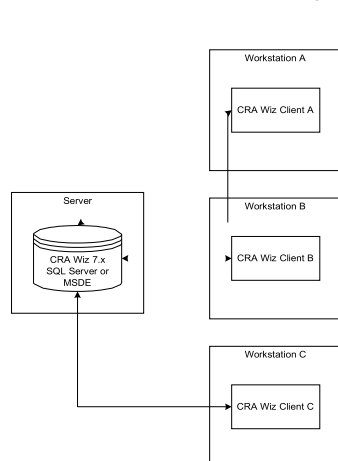 Workstation A
CRA Wiz Client A
Server
CRA Wiz 7.x
SQL Server or
MSDE
Workstation B
CRA Wiz Client B
Workstation C
CRA Wiz Client C